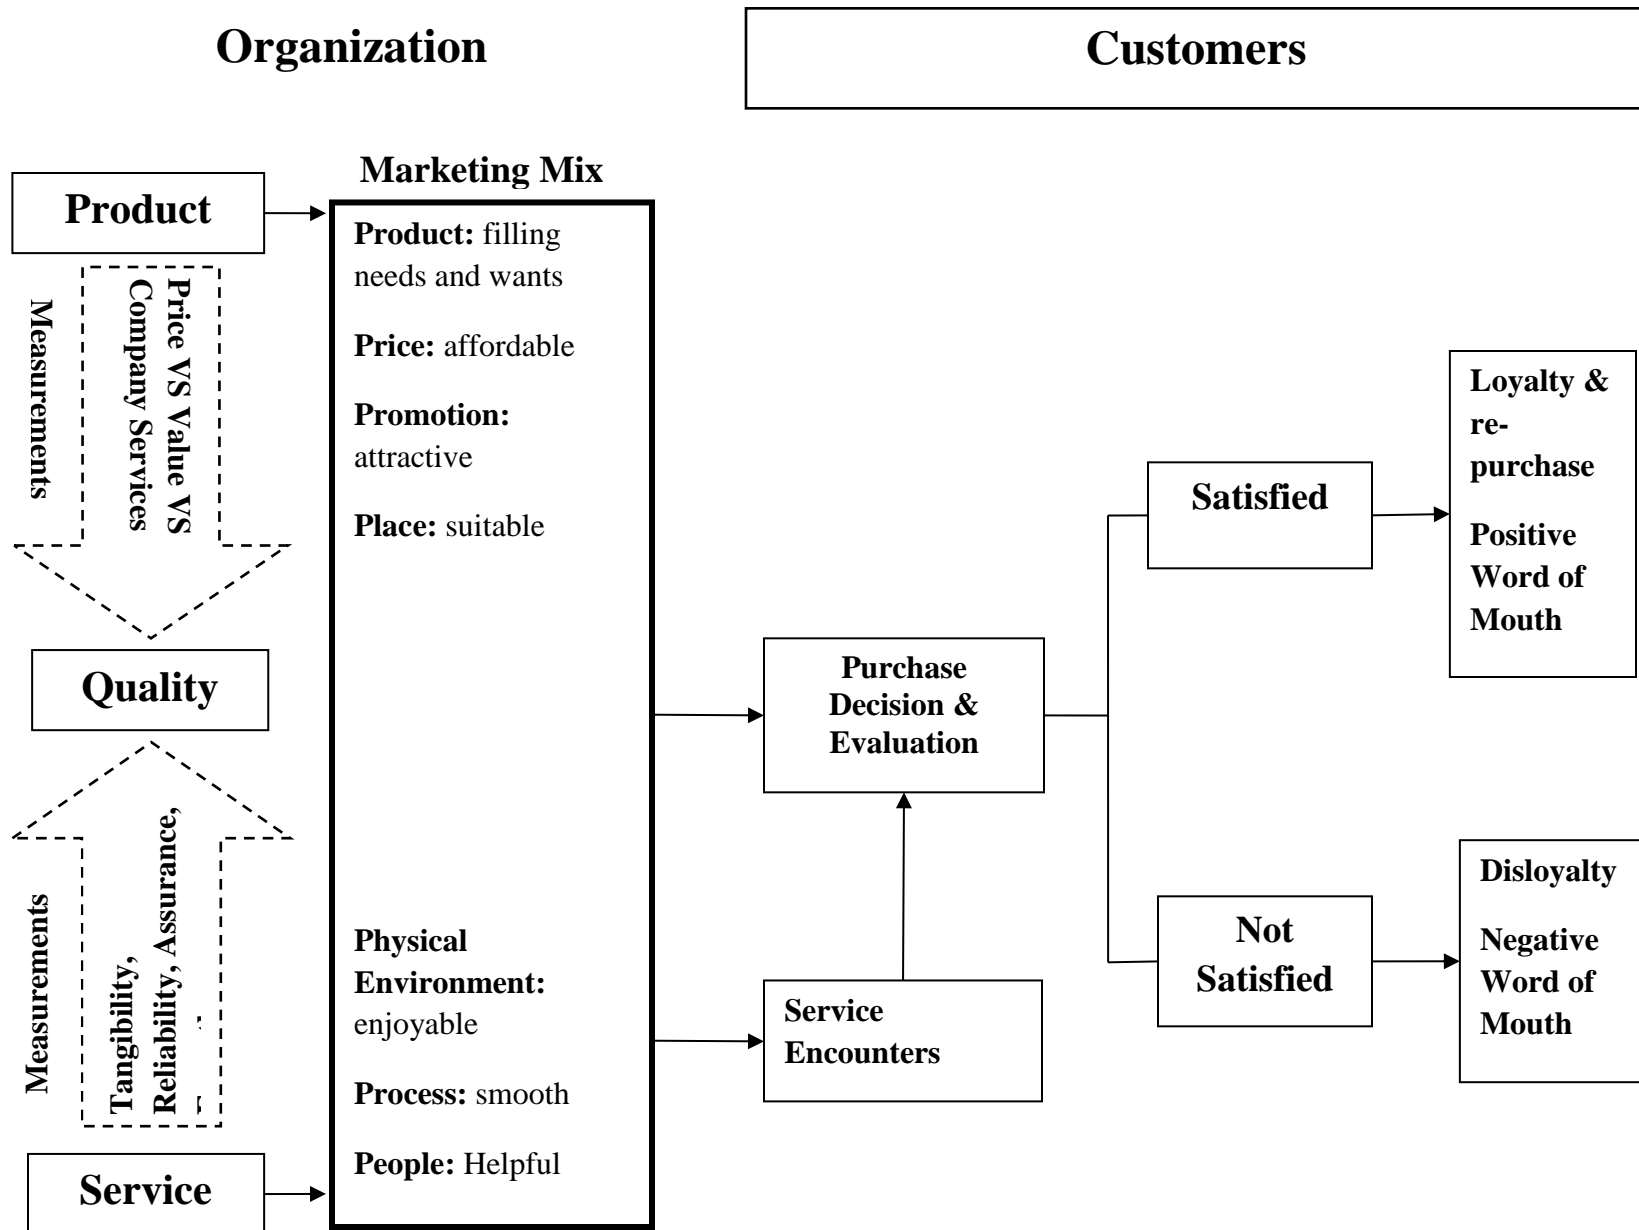 Organization
Customers
Marketing Mix
Product
Measurements
Price VS Value VS
Company Services
Quality
Measurements
Tangibility,
Reliability, Assurance,
Service
Product: filling
needs and wants
Price: affordable
Promotion:
attractive
Place: suitable
Physical
Environment:
enjoyable
Process: smooth
People: Helpful
Purchase
Decision &
Evaluation
Service
Encounters
Satisfied
Not
Satisfied
Loyalty &
re-
purchase
Positive
Word of
Mouth
Disloyalty
Negative
Word of
Mouth